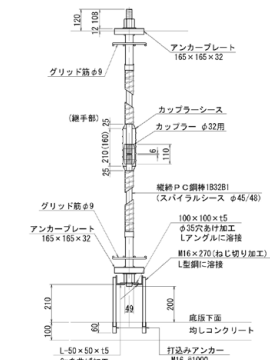 120
12
108
アンカープレート
165×165×32
グリッド筋φ9
カップラーシース
(継手部)
カップラー φ32用
25
210(160)
6
110
25
縦締PC鋼棒1B32B1
(スパイラルシース φ45/48)
グリッド筋φ9
100×100×t5
φ35穴あけ加工
Lアングルに溶接
アンカープレート
165×165×32
M16×270(ねじ切り加工)
L型鋼に溶接
210
49
200
底版下面
100
60
均しコンクリート
L-50×50×t5
打込みアンカー